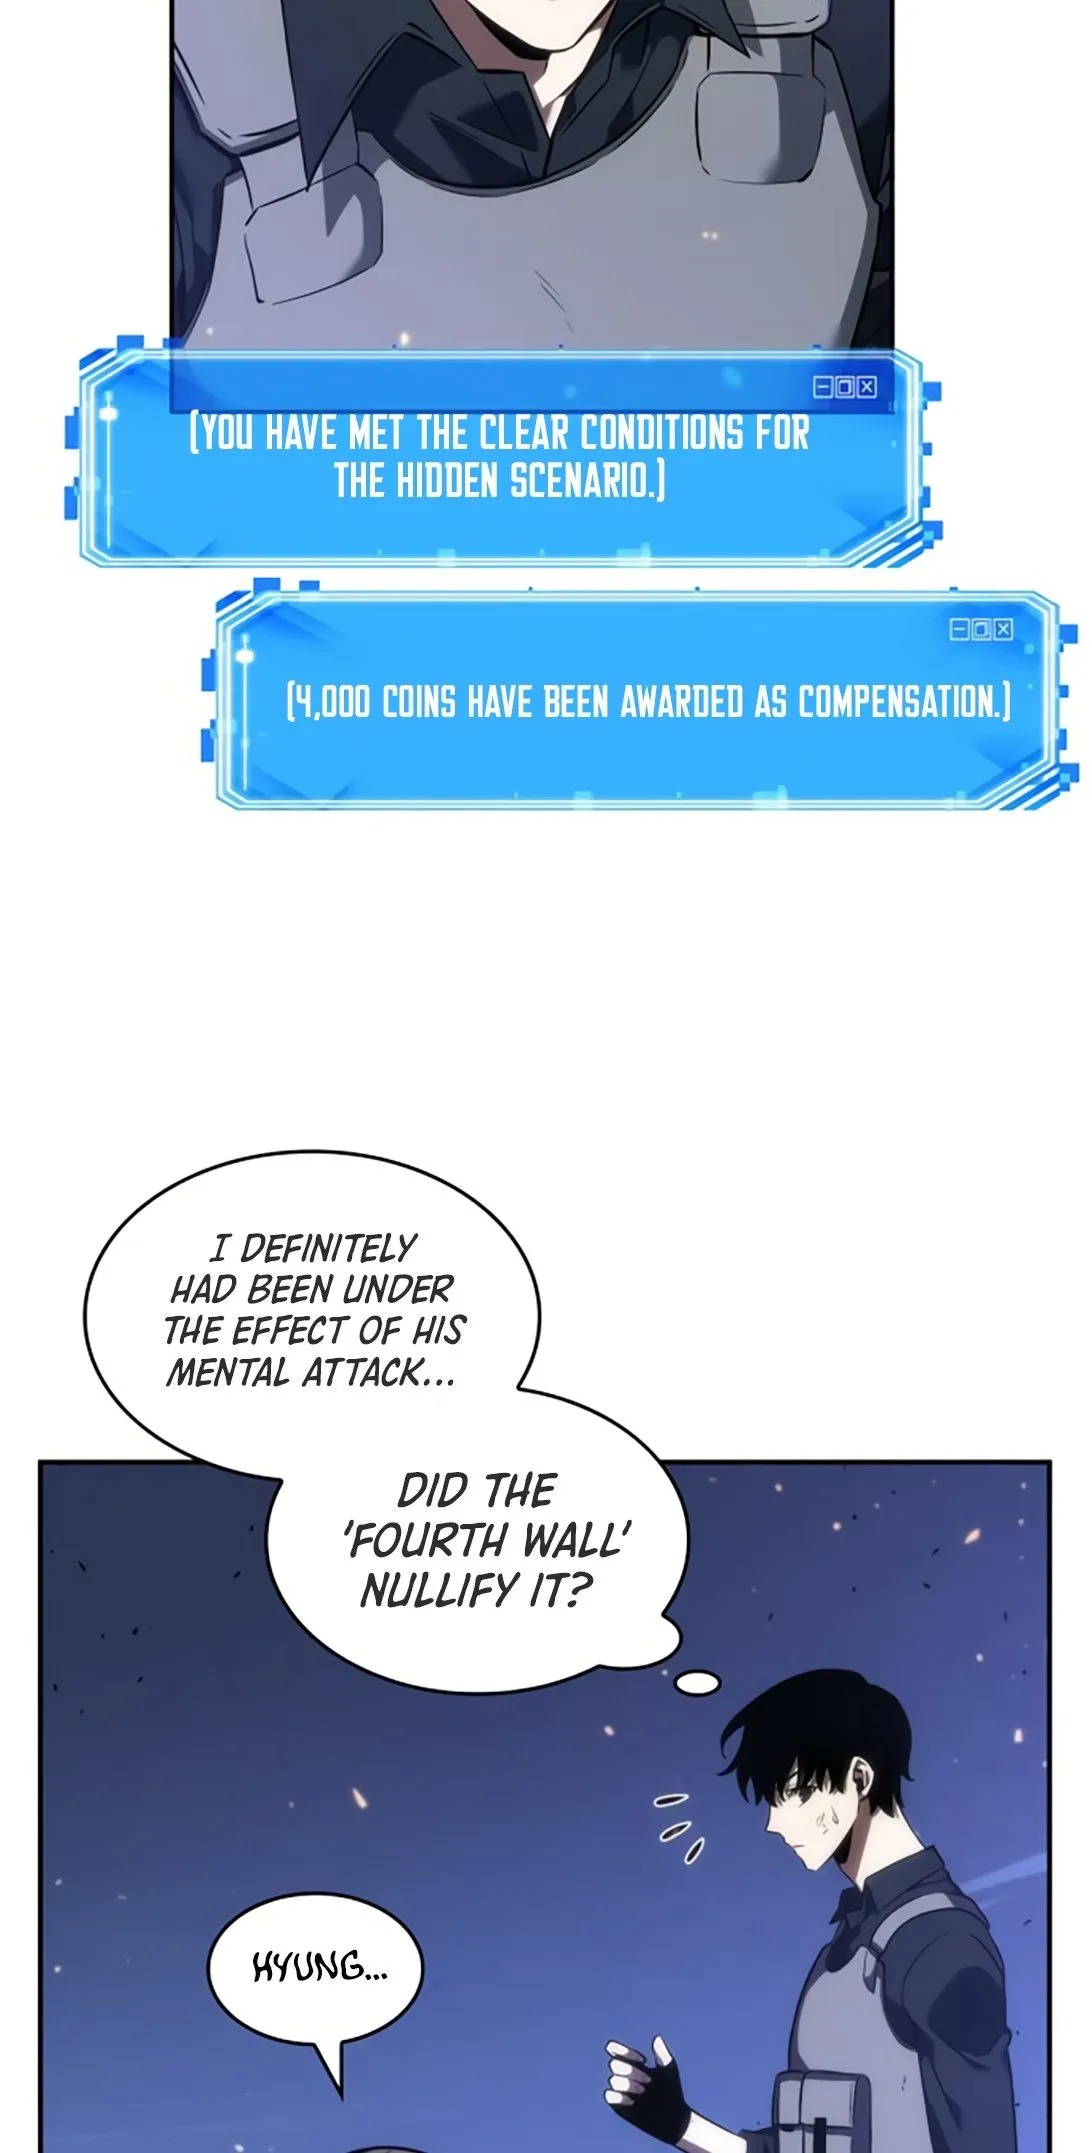 [YOU HAVE MET THE CLEAR CONDITIONS FOR
THE HIDDEN SCENARIO.]
[4,000 COINS HAVE BEEN AWARDED AS COMPENSATION.]
I DEFINITELY
HAD BEEN UNDER
THE EFFECT OF HIS
MENTAL ATTACK...
DID THE
'FOURTH WALL'
NULLIFY IT?
HYUNG...